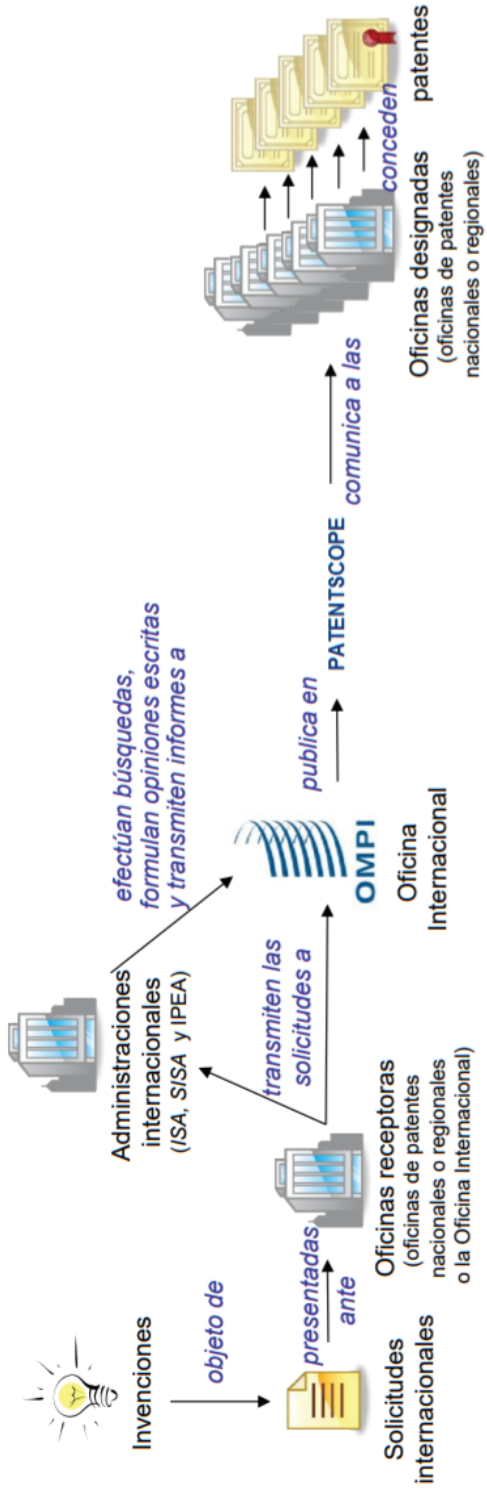 Invenciones
objeto de
Solicitudes
internacionales
presentadas
ante
Oficinas receptoras
(oficinas de patentes
nacionales o regionales
o la Oficina Internacional)
transmiten las
solicitudes a
Administraciones
internacionales
(ISA, SISA y IPEA)
efectúan búsquedas,
formulan opiniones escritas
y transmiten informes a
OMPI
Oficina
Internacional
publica en
PATENTSCOPE
comunica a las
Oficinas designadas
(oficinas de patentes
nacionales o regionales)
conceden
patentes